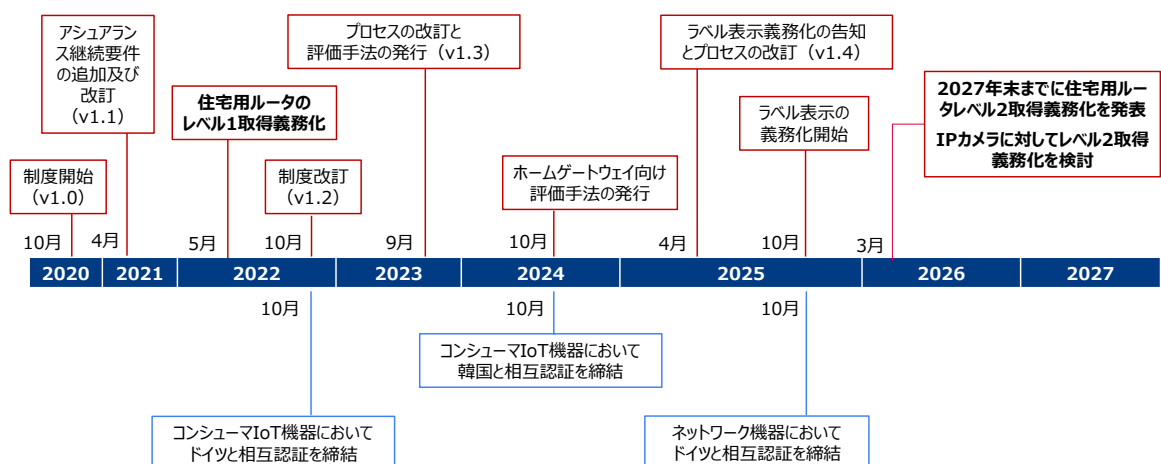 アシュアラン
ス継続要件
の追加及び
改訂
（v1.1）
プロセスの改訂と
評価手法の発行（v1.3）
ラベル表示義務化の告知
とプロセスの改訂（v1.4）
住宅用ルータの
レベル1取得義務化
2027年末までに住宅用ルー
タレベル2取得義務化を発表
IPカメラに対してレベル2取得
義務化を検討
ラベル表示の
義務化開始
制度開始
（v1.0）
制度改訂
（v1.2）
ホームゲートウェイ向け
評価手法の発行
10月
4月
5月
10月
9月
10月
4月
10月
3月
2020
2021
2022
2023
2024
2025
2026
2027
10月
10月
10月
コンシューマIoT機器において
韓国と相互認証を締結
コンシューマIoT機器において
ドイツと相互認証を締結
ネットワーク機器において
ドイツと相互認証を締結